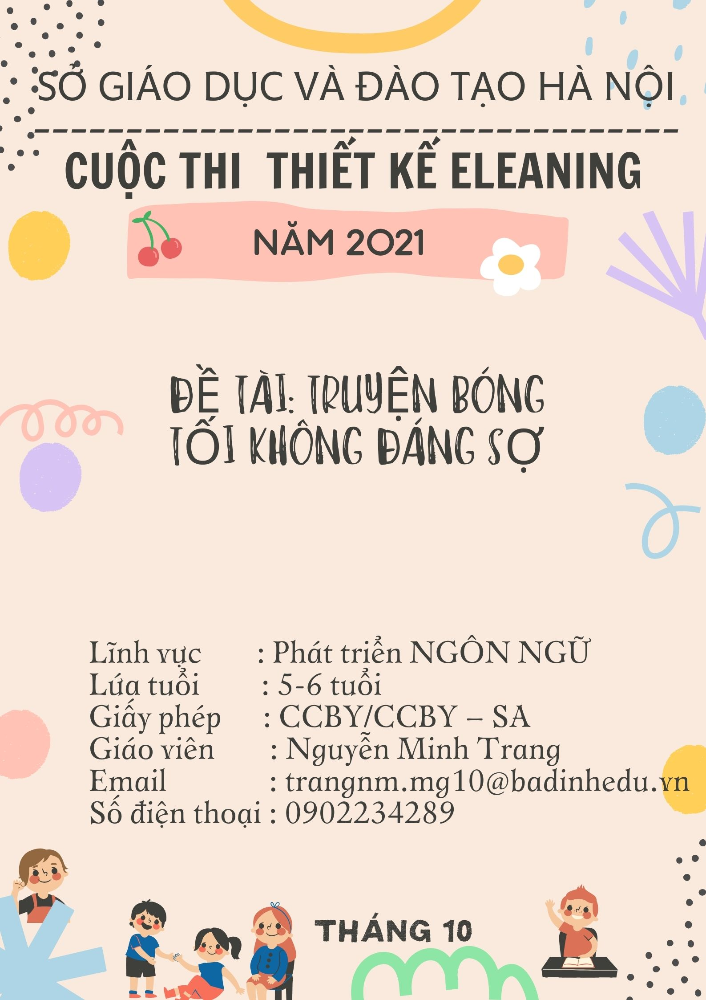 SỞ GIÁO DỤC VÀ ĐÀO TẠO HÀ NỘI
CUỘC THI THIẾT KẾ ELEANING
NĂM 2021
ĐỀ TÀI: TRUYỆN BÓNG
TỐI KHÔNG ĐÁNG SỢ
Lĩnh vực : Phát triển NGÔN NGỮ
Lứa tuổi : 5-6 tuổi
Giấy phép : CCBY/CCBY – SA
Giáo viên : Nguyễn Minh Trang
Email : trangnm.mg10@badinhedu.vn
Số điện thoại : 0902234289
THÁNG 10